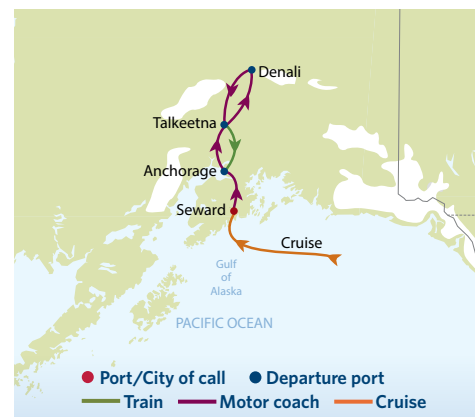 Denali
Talkeetna
Anchorage
Seward
Cruise
Gulf
of
Alaska
PACIFIC OCEAN
Port/City of call Departure port
Train Motor coach Cruise